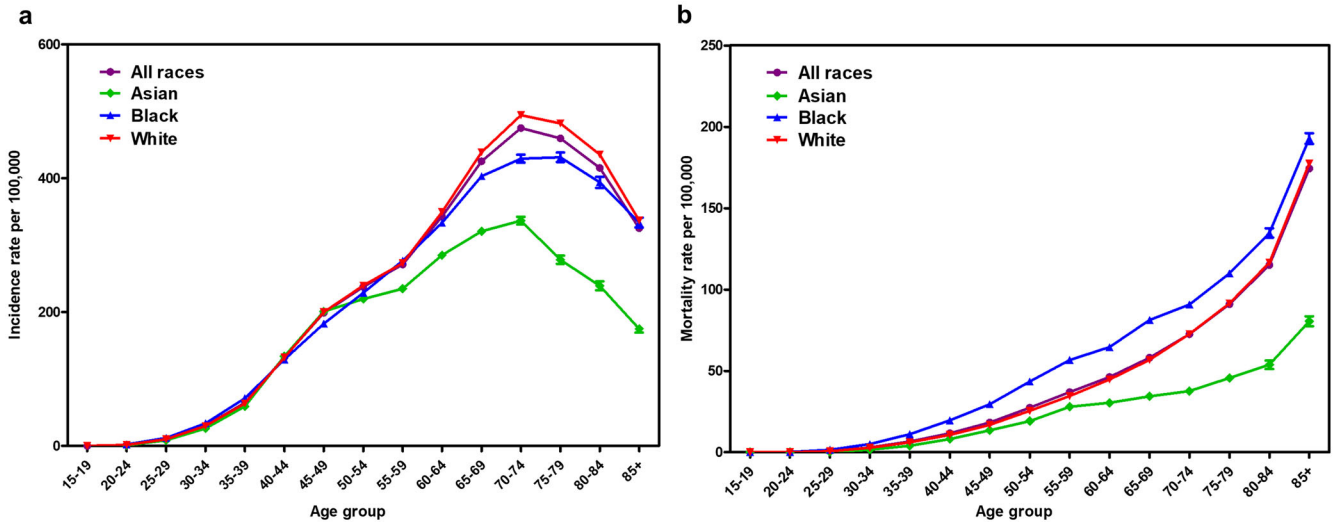 a
Incidence rate per 100,000
600
400
200
0
All races
Asian
Black
White
15-19
20-24
25-29
30-34
35-39
40-44
45-49
50-54
55-59
60-64
65-69
70-74
75-79
80-84
85+
Age group
b
Mortality rate per 100,000
250
200
150
100
50
0
All races
Asian
Black
White
15-19
20-24
25-29
30-34
35-39
40-44
45-49
50-54
55-59
60-64
65-69
70-74
75-79
80-84
85+
Age group